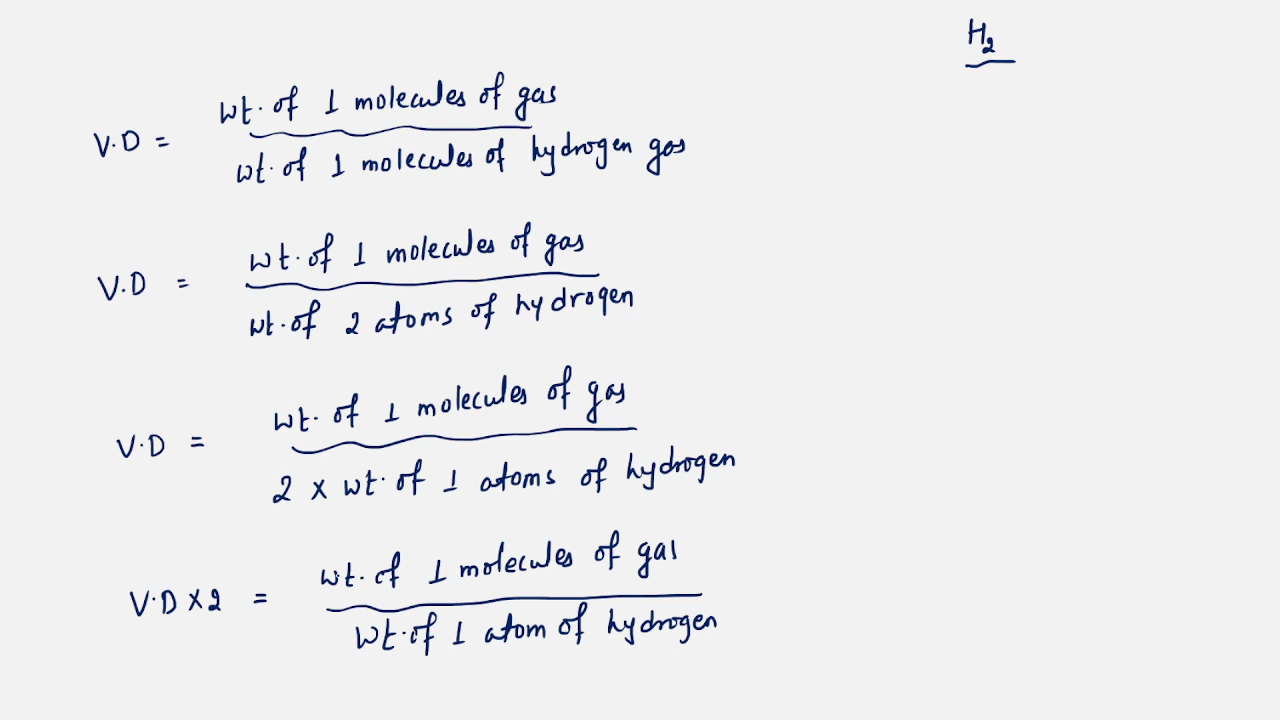 H₂
wt. of 1 molecules of gas
V.D =
wt. of 1 molecules of hydrogen gas
wt. of 1 molecules of gas
V.D =
wt. of 2 atoms of hydrogen
wt. of 1 molecules of gas
V.D =
2 x wt. of 1 atoms of hydrogen
wt. of 1 molecules of gas
V.D x 2 =
wt. of 1 atom of hydrogen